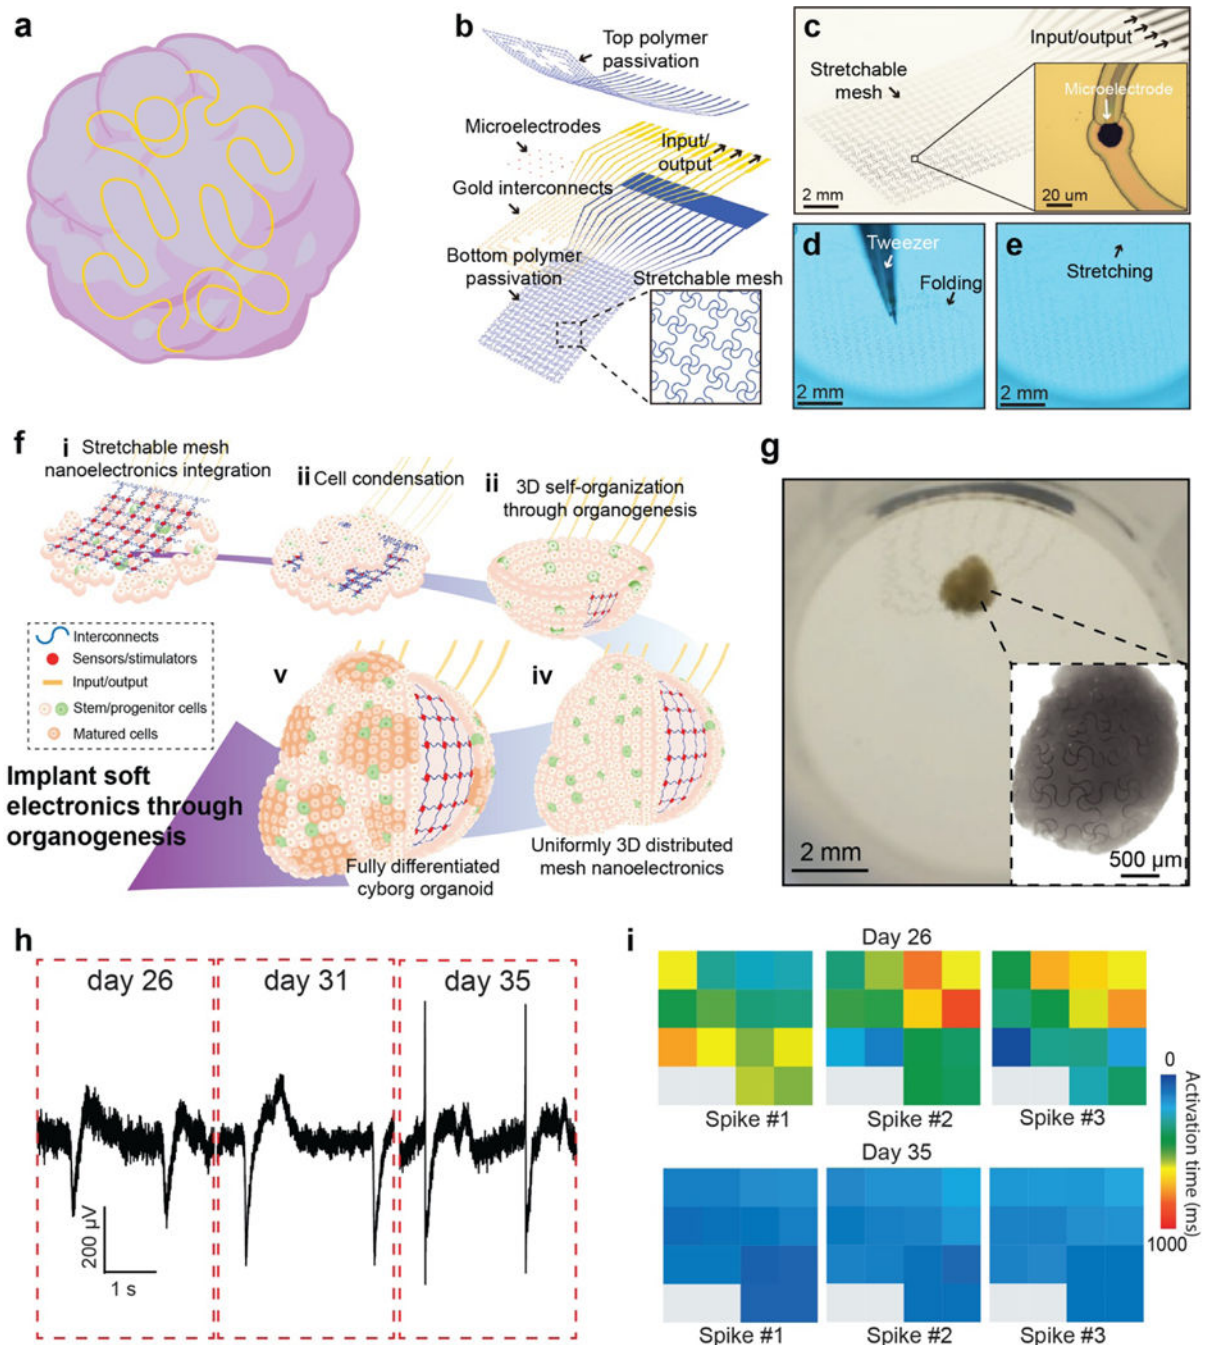 a
b
Top polymer
passivation
Microelectrodes
Input/
output
Gold interconnects
Bottom polymer
passivation
Stretchable mesh
c
Input/output
Stretchable
mesh
Microelectrode
2 mm
20 um
d
Tweezer
Folding
2 mm
e
Stretching
2 mm
f
i
Stretchable mesh
nanoelectronics integration
ii
Cell condensation
ii
3D self-organization
through organogenesis
Interconnects
Sensors/stimulators
Input/output
Stem/progenitor cells
Matured cells
v
iv
Implant soft
electronics through
organogenesis
Fully differentiated
cyborg organoid
Uniformly 3D distributed
mesh nanoelectronics
g
2 mm
500 µm
h
day 26
day 31
day 35
200 µV
1 s
i
Day 26
Spike #1
Spike #2
Spike #3
Day 35
Spike #1
Spike #2
Spike #3
0
Activation time (ms)
1000